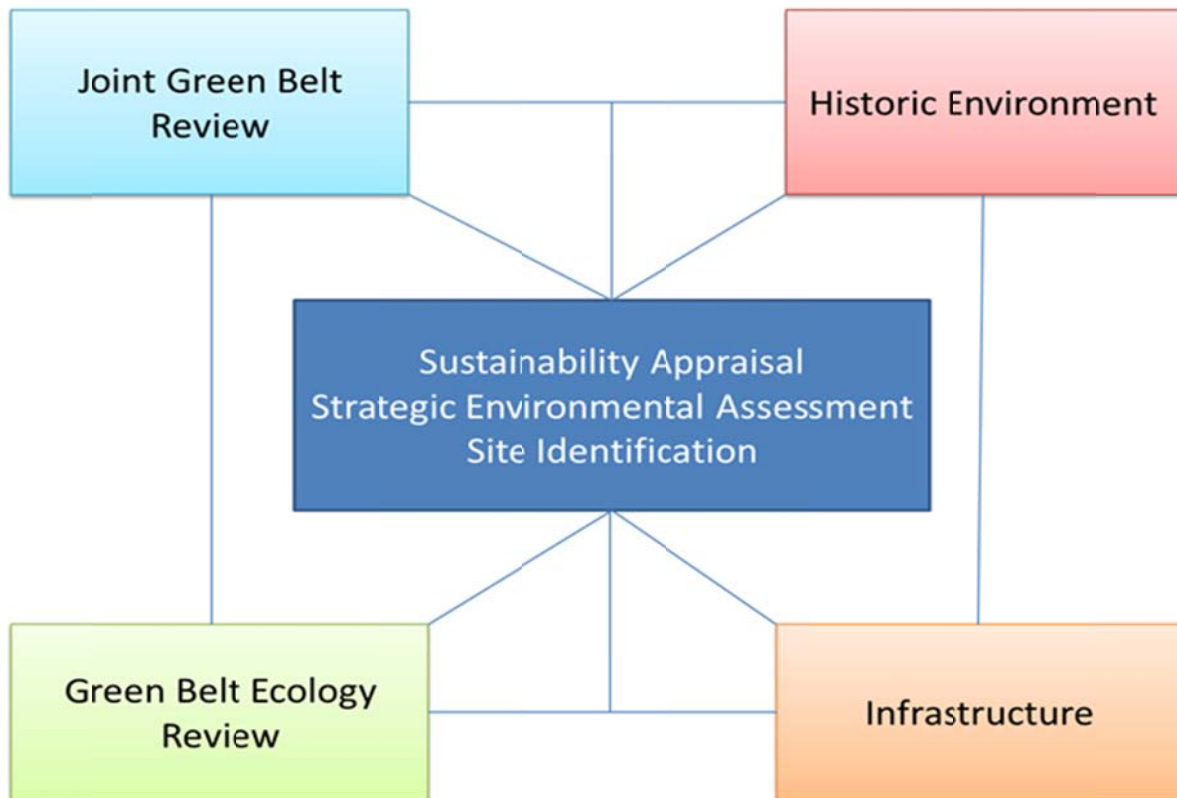 Joint Green Belt
Review
Historic Environment
Sustainability Appraisal
Strategic Environmental Assessment
Site Identification
Green Belt Ecology
Review
Infrastructure